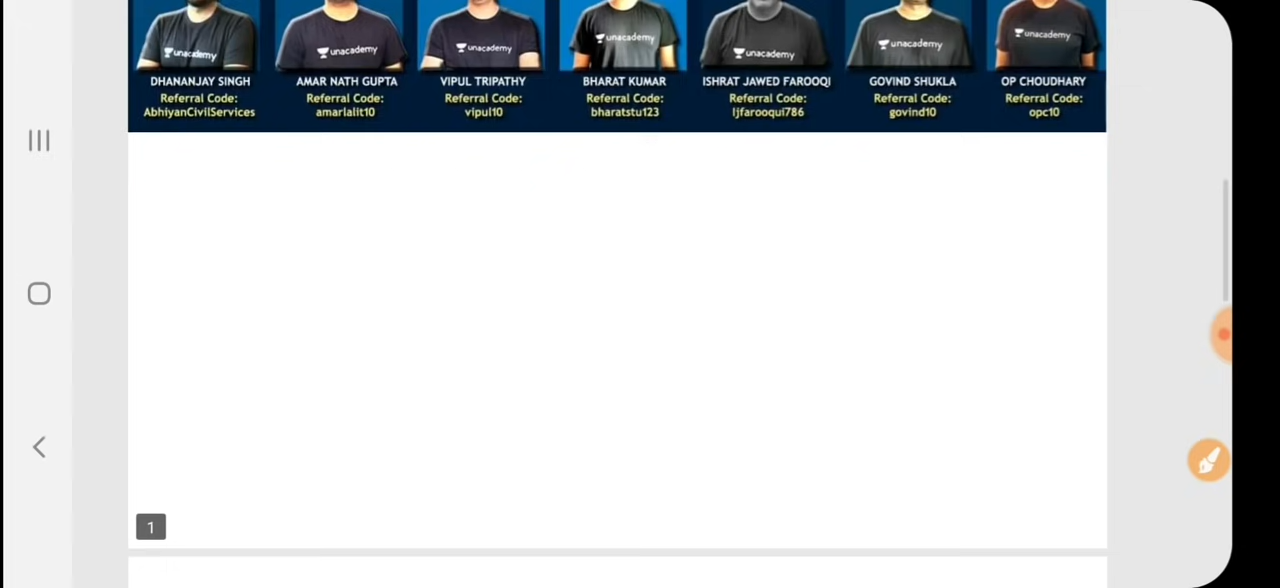 unacademy unacademy unacademy unacademy unacademy unacademy unacademy
DHANANJAY SINGH AMAR NATH GUPTA VIPUL TRIPATHY BHARAT KUMAR ISHRAT JAWED FAROOQI GOVIND SHUKLA OP CHOUDHARY
Referral Code: Referral Code: Referral Code: Referral Code: Referral Code: Referral Code: Referral Code:
AbhiyanCivilServices amarlalit10 vipul10 bharatstu123 Ijfarooqui786 govind10 opc10
1